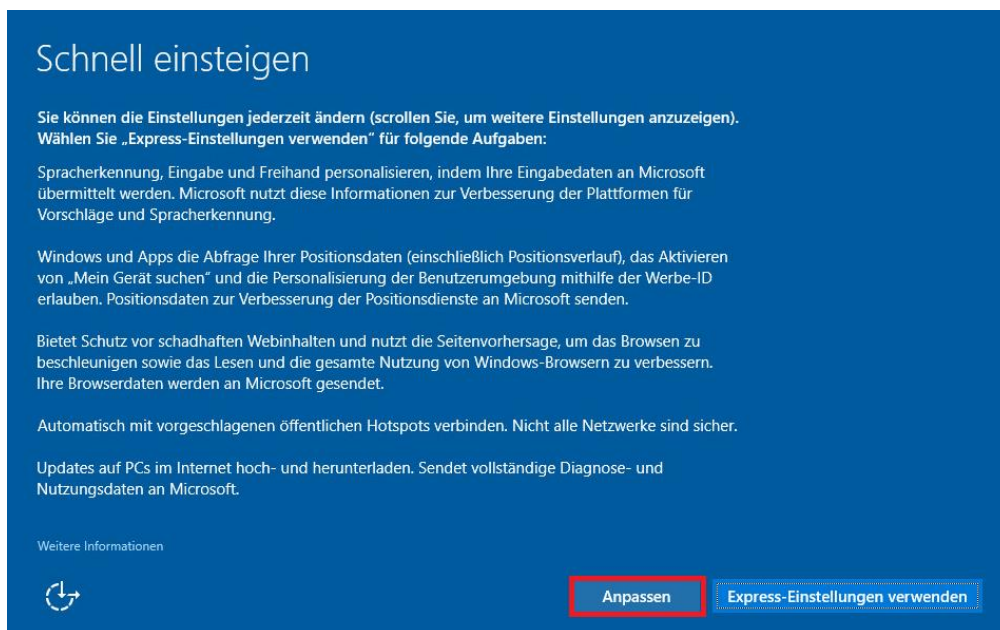 Schnell einsteigen
Sie können die Einstellungen jederzeit ändern (scrollen Sie, um weitere Einstellungen anzuzeigen).
Wählen Sie „Express-Einstellungen verwenden“ für folgende Aufgaben:
Spracherkennung, Eingabe und Freihand personalisieren, indem Ihre Eingabedaten an Microsoft
übermittelt werden. Microsoft nutzt diese Informationen zur Verbesserung der Plattformen für
Vorschläge und Spracherkennung.
Windows und Apps die Abfrage Ihrer Positionsdaten (einschließlich Positionsverlauf), das Aktivieren
von „Mein Gerät suchen“ und die Personalisierung der Benutzerumgebung mithilfe der Werbe-ID
erlauben. Positionsdaten zur Verbesserung der Positionsdienste an Microsoft senden.
Bietet Schutz vor schadhaften Webinhalten und nutzt die Seitenvorhersage, um das Browsen zu
beschleunigen sowie das Lesen und die gesamte Nutzung von Windows-Browsern zu verbessern.
Ihre Browserdaten werden an Microsoft gesendet.
Automatisch mit vorgeschlagenen öffentlichen Hotspots verbinden. Nicht alle Netzwerke sind sicher.
Updates auf PCs im Internet hoch- und herunterladen. Sendet vollständige Diagnose- und
Nutzungsdaten an Microsoft.
Weitere Informationen
Anpassen
Express-Einstellungen verwenden